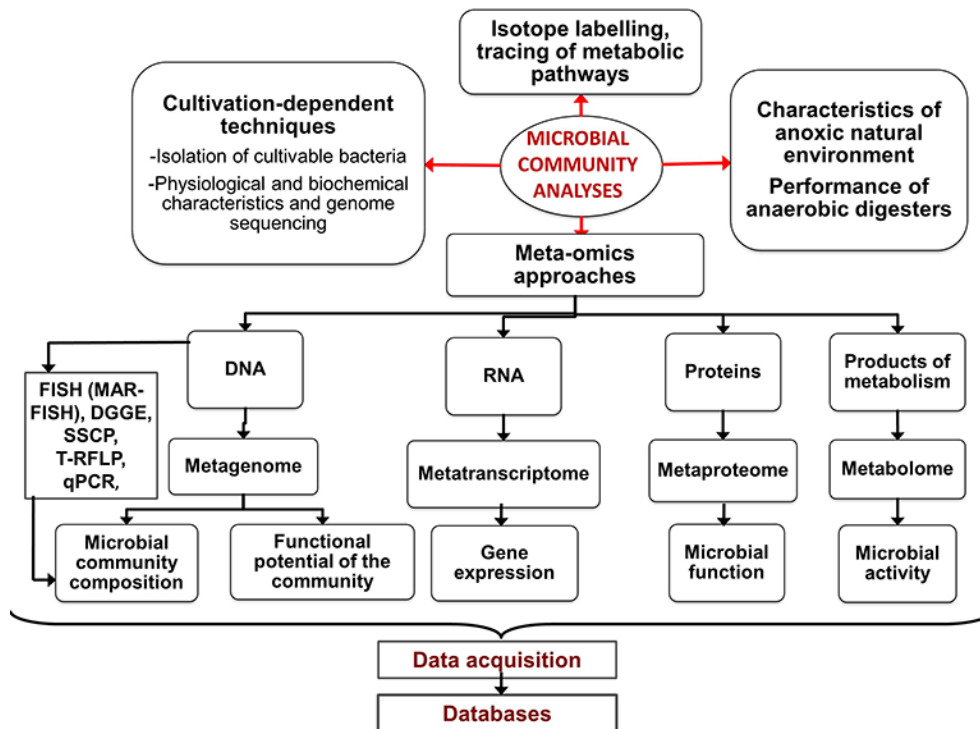 Isotope labelling,
tracing of metabolic
pathways
Cultivation-dependent
techniques
-Isolation of cultivable bacteria
-Physiological and biochemical
characteristics and genome
sequencing
MICROBIAL
COMMUNITY
ANALYSES
Characteristics of
anoxic natural
environment
Performance of
anaerobic digesters
Meta-omics
approaches
DNA
RNA
Proteins
Products of
metabolism
FISH (MAR-
FISH), DGGE,
SSCP,
T-RFLP,
qPCR,
Metagenome
Metatranscriptome
Metaproteome
Metabolome
Microbial
community
composition
Functional
potential of the
community
Gene
expression
Microbial
function
Microbial
activity
Data acquisition
Databases